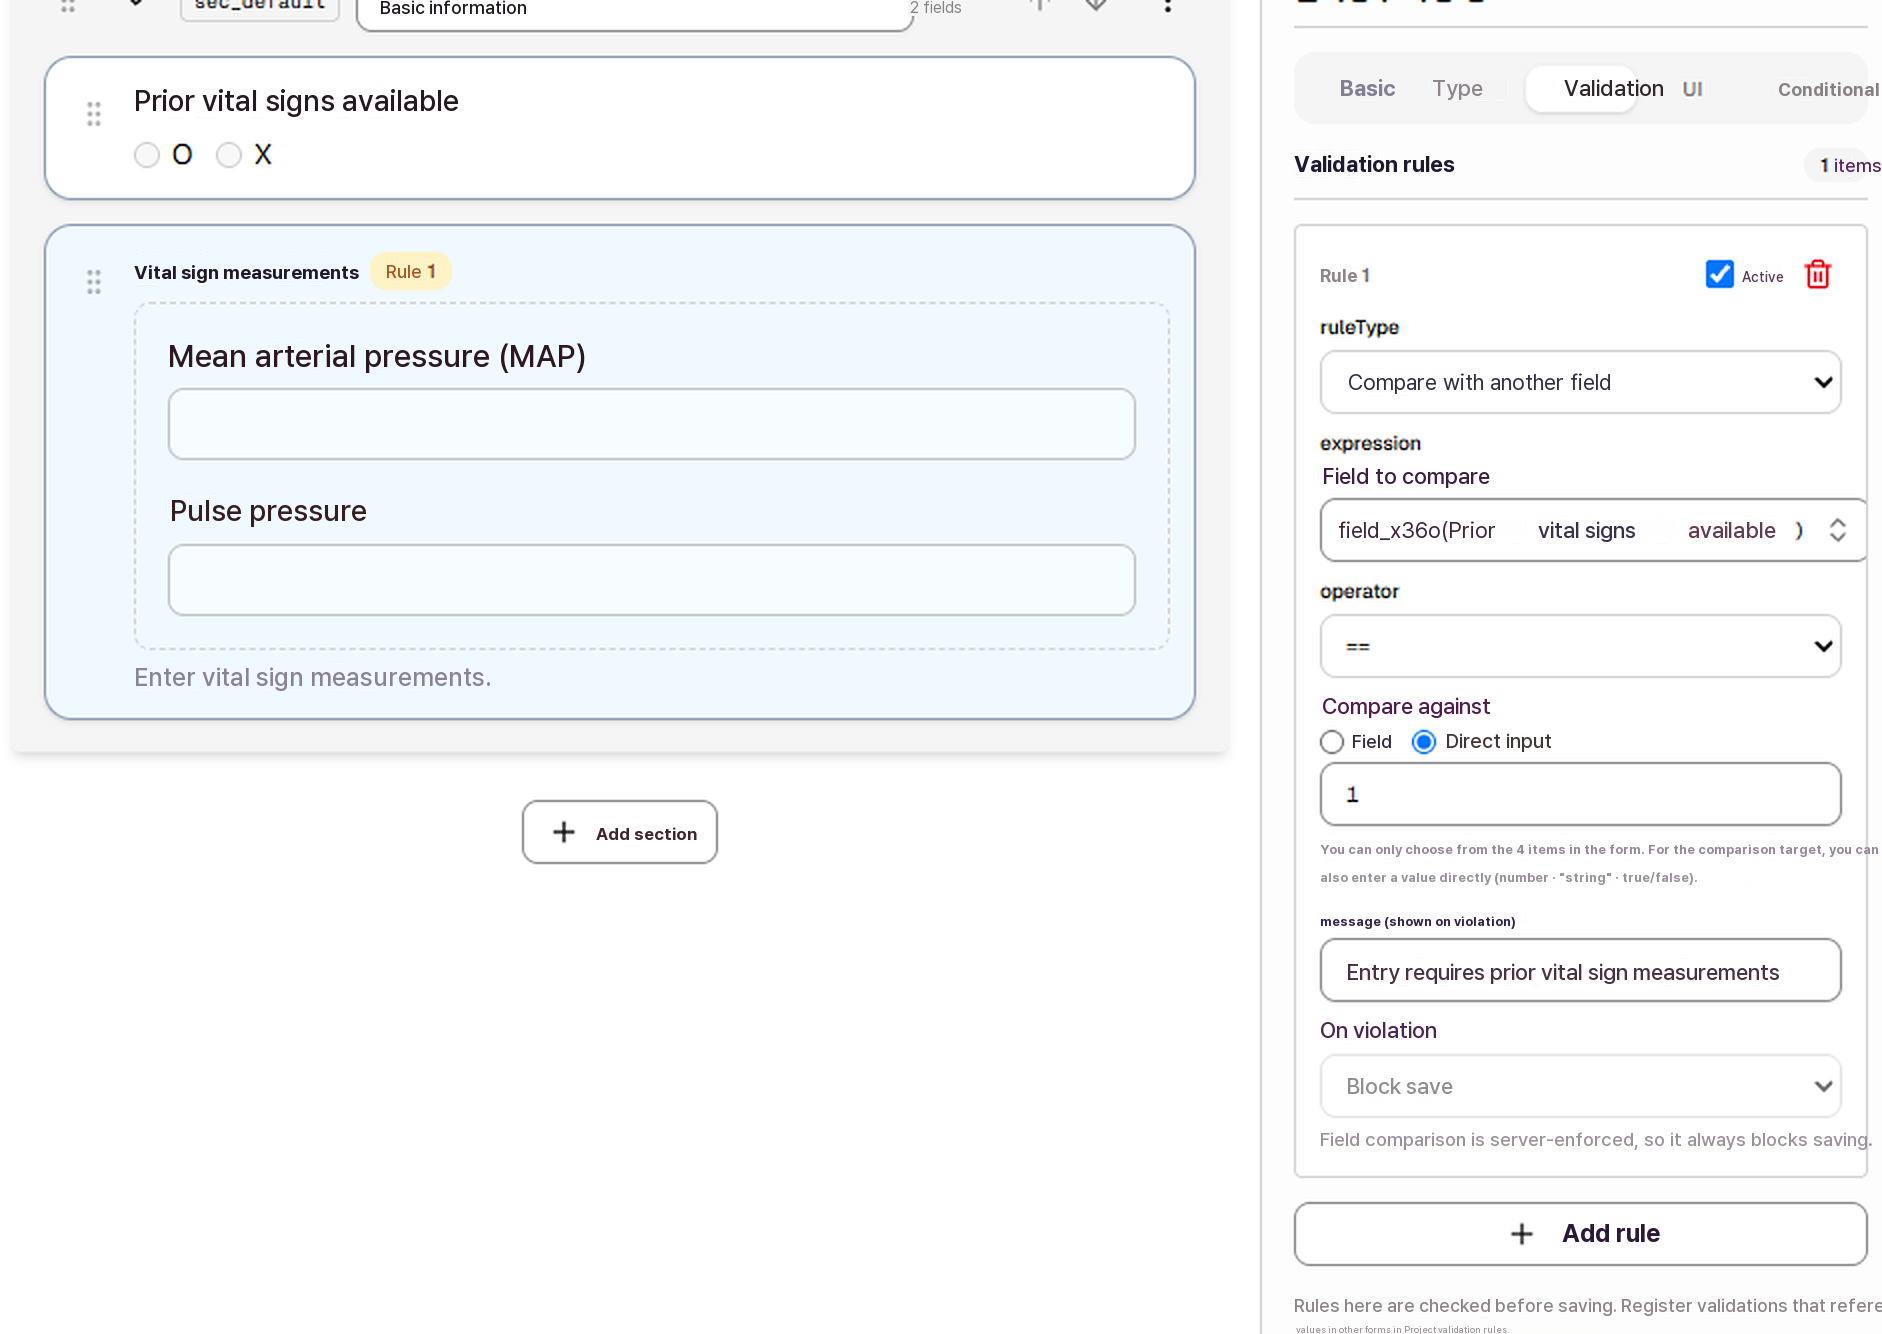 sec_default
Basic information
2 fields
Prior vital signs available
O X
Vital sign measurements Rule 1
Mean arterial pressure (MAP)
Pulse pressure
Enter vital sign measurements.
+ Add section
Basic Type Validation UI Conditional
Validation rules 1 items
Rule 1 Active
ruleType
Compare with another field
expression
Field to compare
field_x36o(Prior vital signs available )
operator
==
Compare against
Field Direct input
1
You can only choose from the 4 items in the form. For the comparison target, you can
also enter a value directly (number · "string" · true/false).
message (shown on violation)
Entry requires prior vital sign measurements
On violation
Block save
Field comparison is server-enforced, so it always blocks saving.
+ Add rule
Rules here are checked before saving. Register validations that refere
values in other forms in Project validation rules.